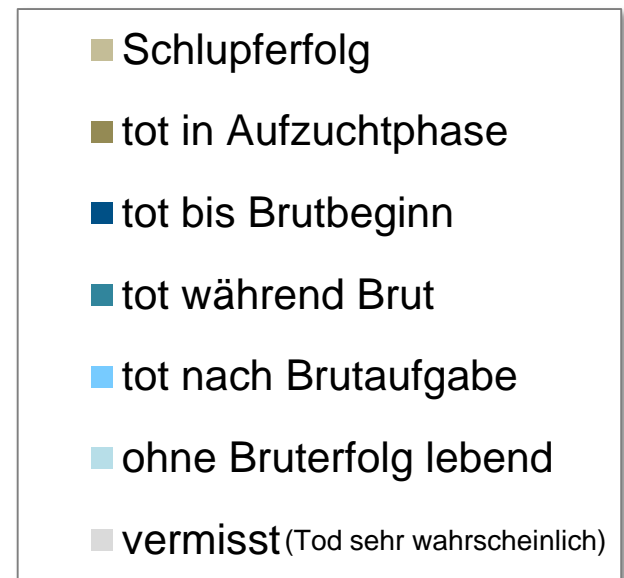 Schlupferfolg
tot in Aufzuchtphase
tot bis Brutbeginn
tot während Brut
tot nach Brutaufgabe
ohne Bruterfolg lebend
vermisst (Tod sehr wahrscheinlich)